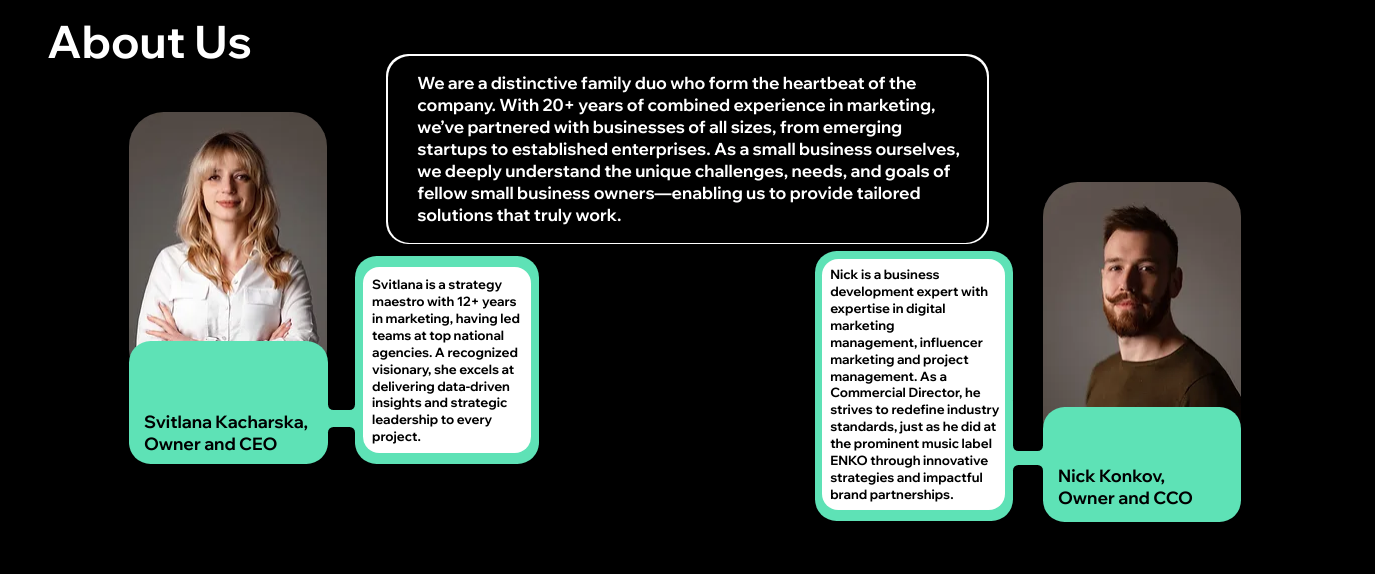 About Us
We are a distinctive family duo who form the heartbeat of the
company. With 20+ years of combined experience in marketing,
we’ve partnered with businesses of all sizes, from emerging
startups to established enterprises. As a small business ourselves,
we deeply understand the unique challenges, needs, and goals of
fellow small business owners—enabling us to provide tailored
solutions that truly work.
Svitlana Kacharska,
Owner and CEO
Svitlana is a strategy
maestro with 12+ years
in marketing, having led
teams at top national
agencies. A recognized
visionary, she excels at
delivering data-driven
insights and strategic
leadership to every
project.
Nick is a business
development expert with
expertise in digital
marketing
management, influencer
marketing and project
management. As a
Commercial Director, he
strives to redefine industry
standards, just as he did at
the prominent music label
ENKO through innovative
strategies and impactful
brand partnerships.
Nick Konkov,
Owner and CCO